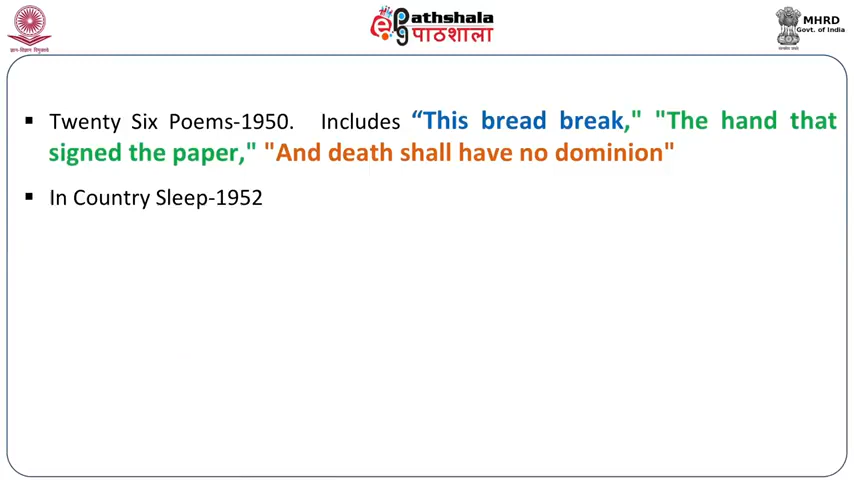 ePathshala
पाठशाला
MHRD
Govt. of India
▪ Twenty Six Poems-1950. Includes “This bread break," "The hand that
signed the paper," "And death shall have no dominion"
▪ In Country Sleep-1952